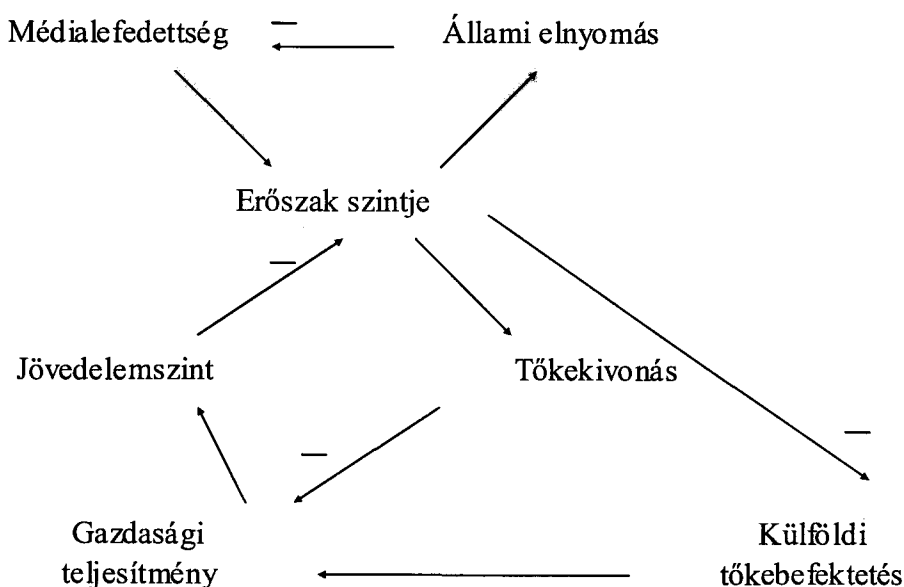 Médialefedettség
Állami elnyomás
Erőszak szintje
Jövedelemszint
Tőkekivonás
Gazdasági
teljesítmény
Külföldi
tőkebefektetés